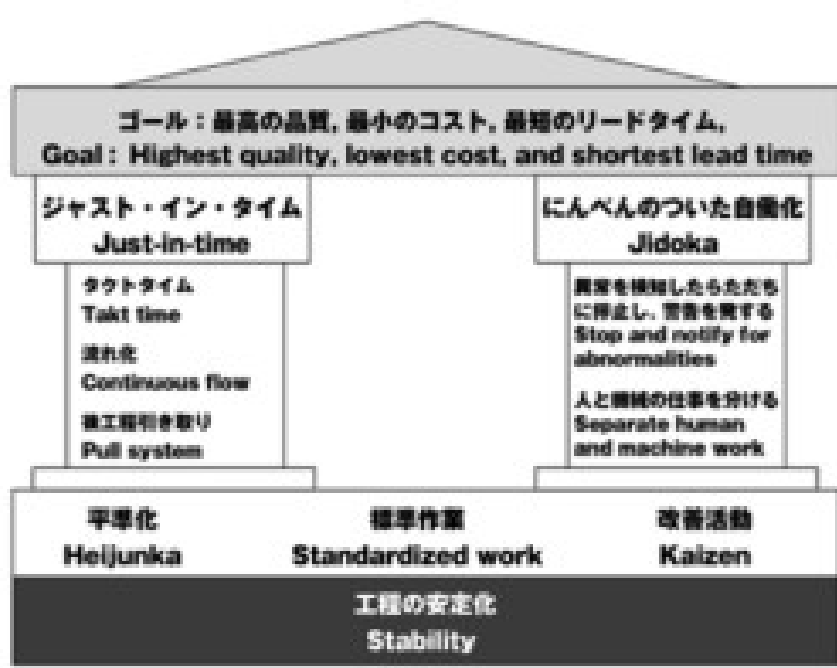 ゴール：最高の品質, 最小のコスト, 最短のリードタイム,
Goal : Highest quality, lowest cost, and shortest lead time
ジャスト・イン・タイム
Just-in-time
タクトタイム
Takt time
流れ化
Continuous flow
後工程引き取り
Pull system
にんべんのついた自働化
Jidoka
異常を検知したらただち
に停止し、警告を発する
Stop and notify for
abnormalities
人と機械の仕事を分ける
Separate human
and machine work
平準化
Heijunka
標準作業
Standardized work
改善活動
Kaizen
工程の安定化
Stability